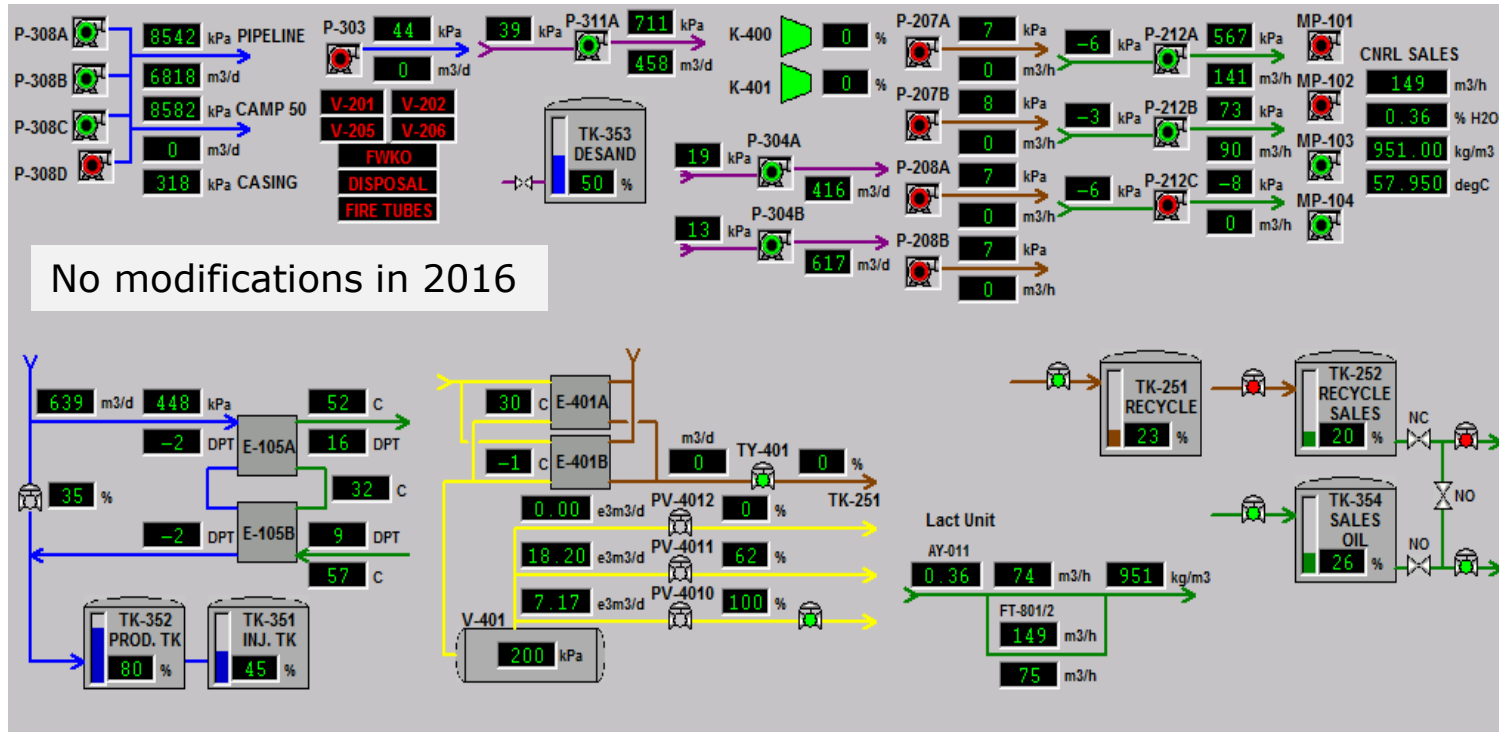 P-308A
8542 kPa PIPELINE
P-308B
6818 m3/d
8582 kPa CAMP 50
P-308C
0 m3/d
P-308D
318 kPa CASING
P-303
44 kPa
0 m3/d
V-201 V-202
V-205 V-206
FWKO
DISPOSAL
FIRE TUBES
39 kPa
P-311A
711 kPa
458 m3/d
TK-353
DESAND
50 %
K-400 0 %
K-401 0 %
19 kPa
P-304A
416 m3/d
13 kPa
P-304B
617 m3/d
P-207A
7 kPa
0 m3/h
P-207B
8 kPa
0 m3/h
P-208A
7 kPa
0 m3/h
P-208B
7 kPa
0 m3/h
-6 kPa
P-212A
567 kPa
141 m3/h
-3 kPa
P-212B
73 kPa
90 m3/h
-6 kPa
P-212C
-8 kPa
0 m3/h
MP-101
MP-102
MP-103
MP-104
CNRL SALES
149 m3/h
0.36 % H2O
951.00 kg/m3
57.950 degC
No modifications in 2016
639 m3/d 448 kPa
52 C
-2 DPT
E-105A
16 DPT
32 C
35 %
-2 DPT
E-105B
9 DPT
57 C
TK-352
PROD. TK
80 %
TK-351
INJ. TK
45 %
30 C E-401A
-1 C E-401B
m3/d
0
TY-401
0 %
TK-251
0.00 e3m3/d PV-4012 0 %
18.20 e3m3/d PV-4011 62 %
7.17 e3m3/d PV-4010 100 %
V-401
200 kPa
Lact Unit
AY-011
0.36 74 m3/h 951 kg/m3
FT-801/2
149 m3/h
75 m3/h
TK-251
RECYCLE
23 %
TK-252
RECYCLE
SALES
20 %
NC
NO
TK-354
SALES
OIL
26 %
NO